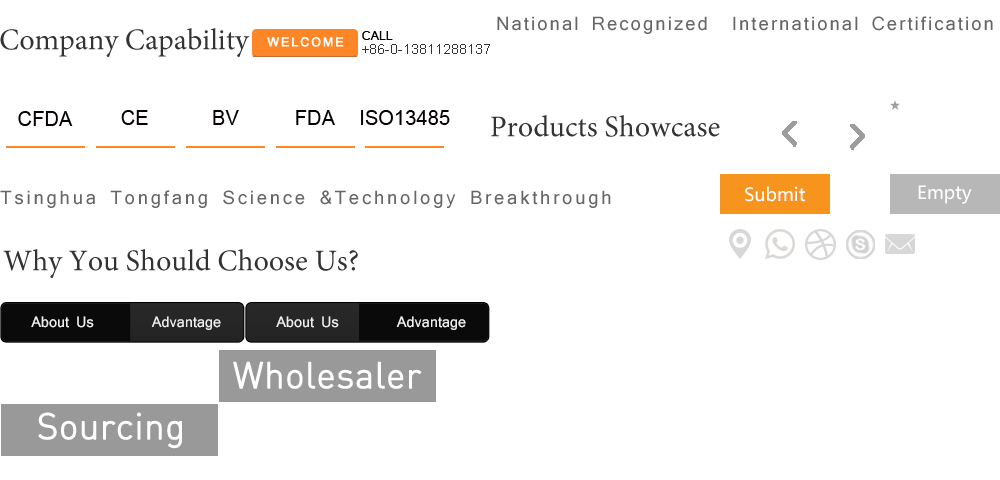 National Recognized International Certification
Company Capability
WELCOME
CALL
+86-0-13811288137
CFDA
CE
BV
FDA
ISO13485
Products Showcase
Submit
Empty
Tsinghua Tongfang Science &Technology Breakthrough
Why You Should Choose Us?
About Us
Advantage
About Us
Advantage
Wholesaler
Sourcing